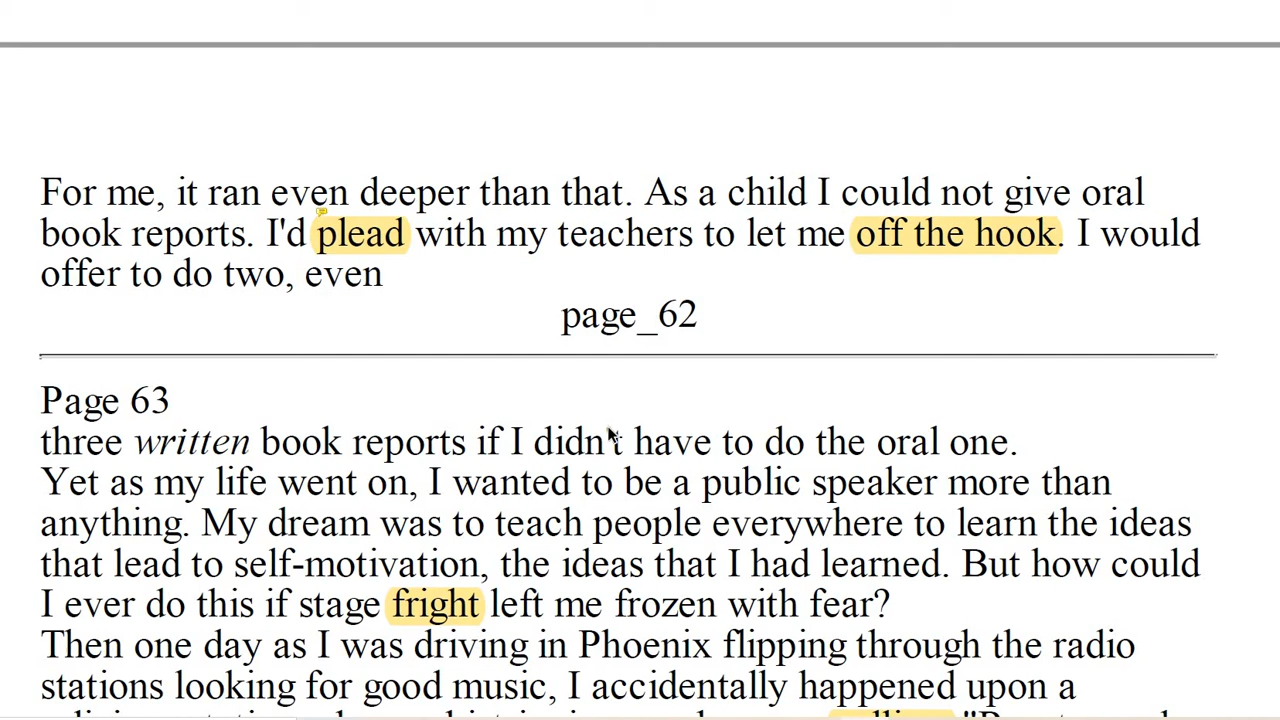 For me, it ran even deeper than that. As a child I could not give oral
book reports. I'd plead with my teachers to let me off the hook. I would
offer to do two, even
page_62
Page 63
three written book reports if I didn't have to do the oral one.
Yet as my life went on, I wanted to be a public speaker more than
anything. My dream was to teach people everywhere to learn the ideas
that lead to self-motivation, the ideas that I had learned. But how could
I ever do this if stage fright left me frozen with fear?
Then one day as I was driving in Phoenix flipping through the radio
stations looking for good music, I accidentally happened upon a